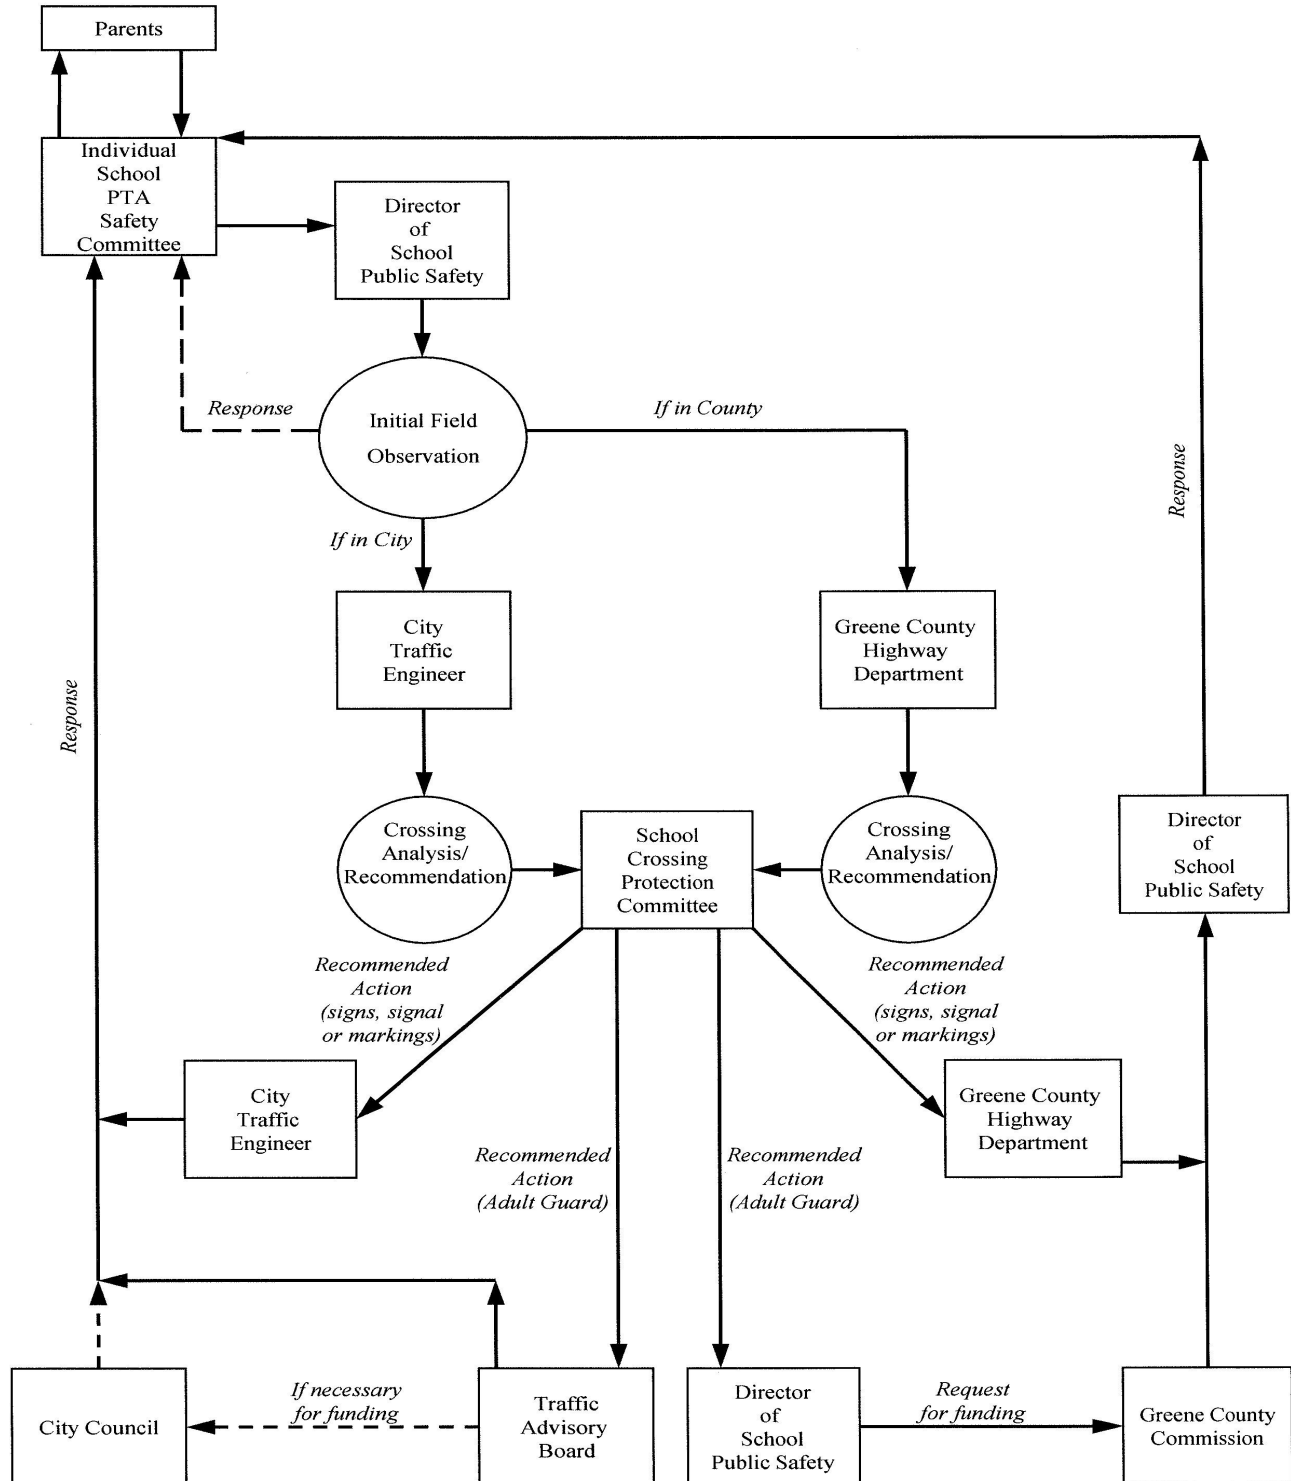 Parents
Individual
School
PTA
Safety
Committee
Director
of
School
Public Safety
Response
Initial Field
Observation
If in County
If in City
Response
City
Traffic
Engineer
Greene County
Highway
Department
Response
Crossing
Analysis/
Recommendation
School
Crossing
Protection
Committee
Crossing
Analysis/
Recommendation
Director
of
School
Public Safety
Recommended
Action
(signs, signal
or markings)
Recommended
Action
(signs, signal
or markings)
City
Traffic
Engineer
Greene County
Highway
Department
Recommended
Action
(Adult Guard)
Recommended
Action
(Adult Guard)
City Council
If necessary
for funding
Traffic
Advisory
Board
Director
of
School
Public Safety
Request
for funding
Greene County
Commission